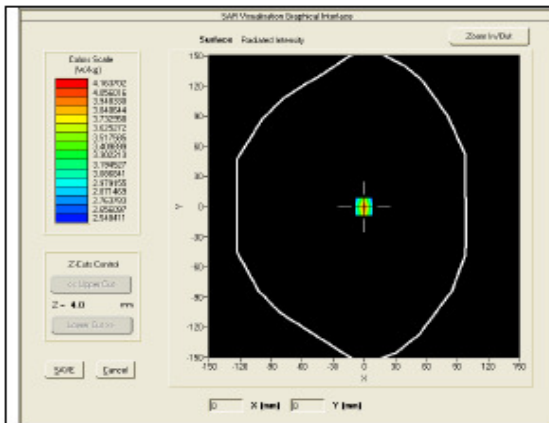 SAR Visualisation Graphical Interface
Surface Radiated Intensity
Zoom In/Out
Colors Scale
(W/kg)
4.163702
4.056016
3.948330
3.840644
3.732958
3.625272
3.517585
3.409899
3.302213
3.194527
3.086841
2.979155
2.871469
2.763783
2.656097
2.548411
Z-Cuts Control
<< Upper Cut
Z = 4.0 mm
Lower Cut >>
SAVE
Cancel
150
120
90
60
30
0
-30
-60
-90
-120
-150
Y
-150 -120 -90 -60 -30 0 30 60 90 120 150
X
0 X (mm) 0 Y (mm)